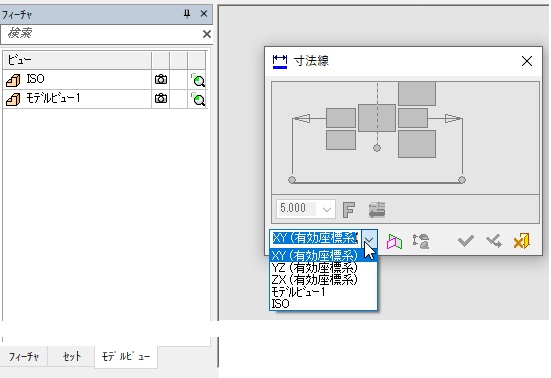 フィーチャ
検索
ビュー
ISO
ﾓﾃﾞﾙﾋﾞｭｰ1
寸法線
5.000
XY (有効座標系)
XY (有効座標系)
YZ (有効座標系)
ZX (有効座標系)
ﾓﾃﾞﾙﾋﾞｭｰ1
ISO
フィーチャ
セット
ﾓﾃﾞﾙﾋﾞｭｰ